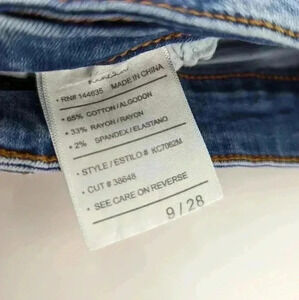 • RN# 144635 MADE IN CHINA
• 65% COTTON/ALGODON
• 33% RAYON/RAYON
• 2% SPANDEX/ELASTANO
• STYLE/ESTILO# KC7062M
• CUT # 38648
• SEE CARE ON REVERSE
9/28